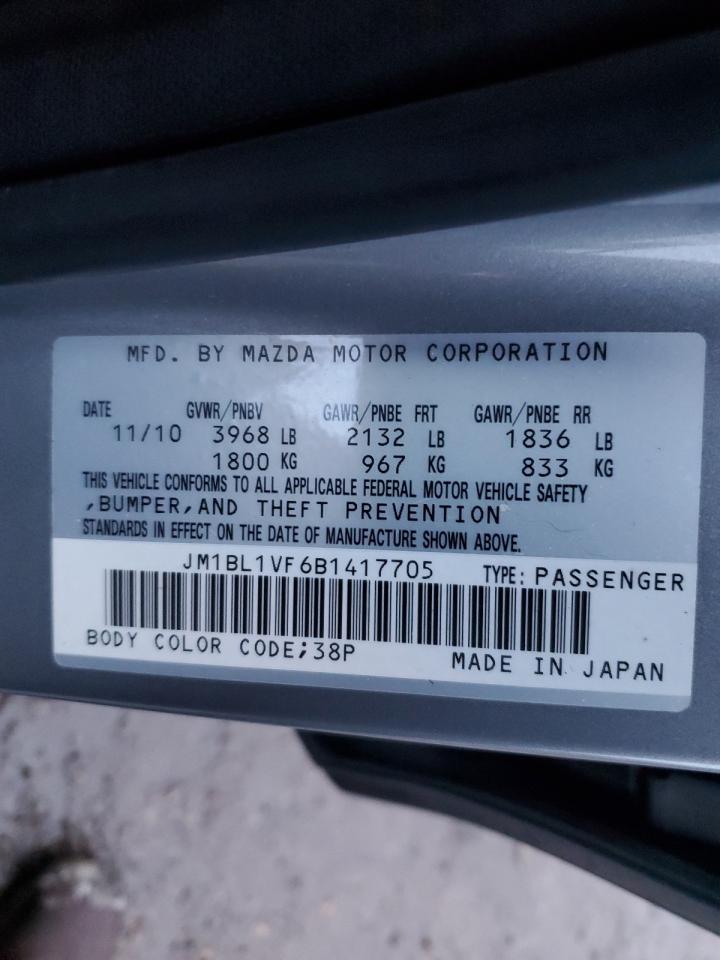 MFD. BY MAZDA MOTOR CORPORATION
DATE GVWR/PNBV GAWR/PNBE FRT GAWR/PNBE RR
11/10 3968 LB 2132 LB 1836 LB
1800 KG 967 KG 833 KG
THIS VEHICLE CONFORMS TO ALL APPLICABLE FEDERAL MOTOR VEHICLE SAFETY
,BUMPER,AND THEFT PREVENTION
STANDARDS IN EFFECT ON THE DATE OF MANUFACTURE SHOWN ABOVE.
JM1BL1VF6B1417705 TYPE: PASSENGER
BODY COLOR CODE;38P MADE IN JAPAN